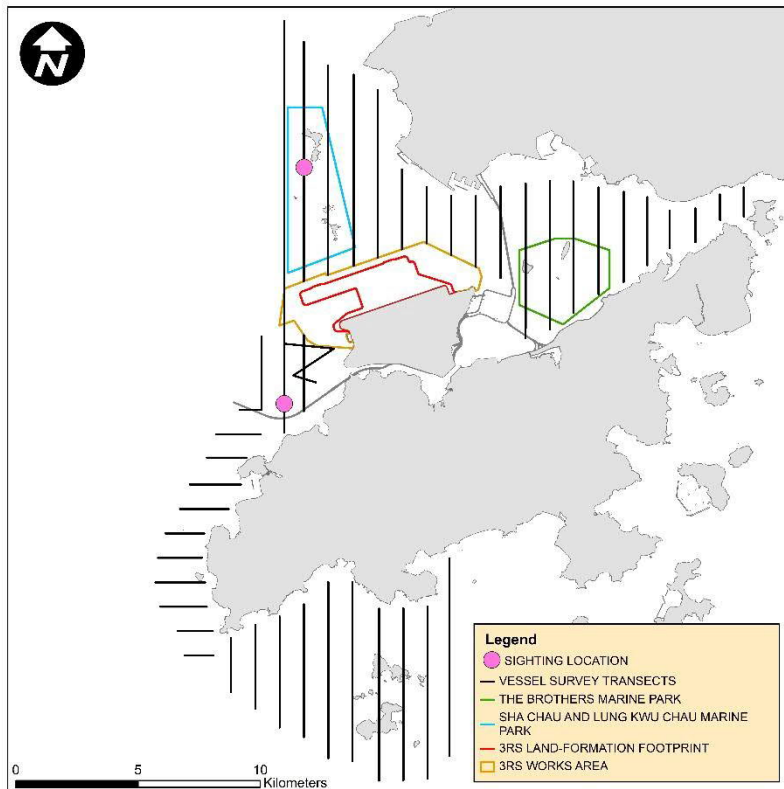 N
Legend
SIGHTING LOCATION
VESSEL SURVEY TRANSECTS
THE BROTHERS MARINE PARK
SHA CHAU AND LUNG KWU CHAU MARINE
PARK
3RS LAND-FORMATION FOOTPRINT
3RS WORKS AREA
0 5 10
Kilometers